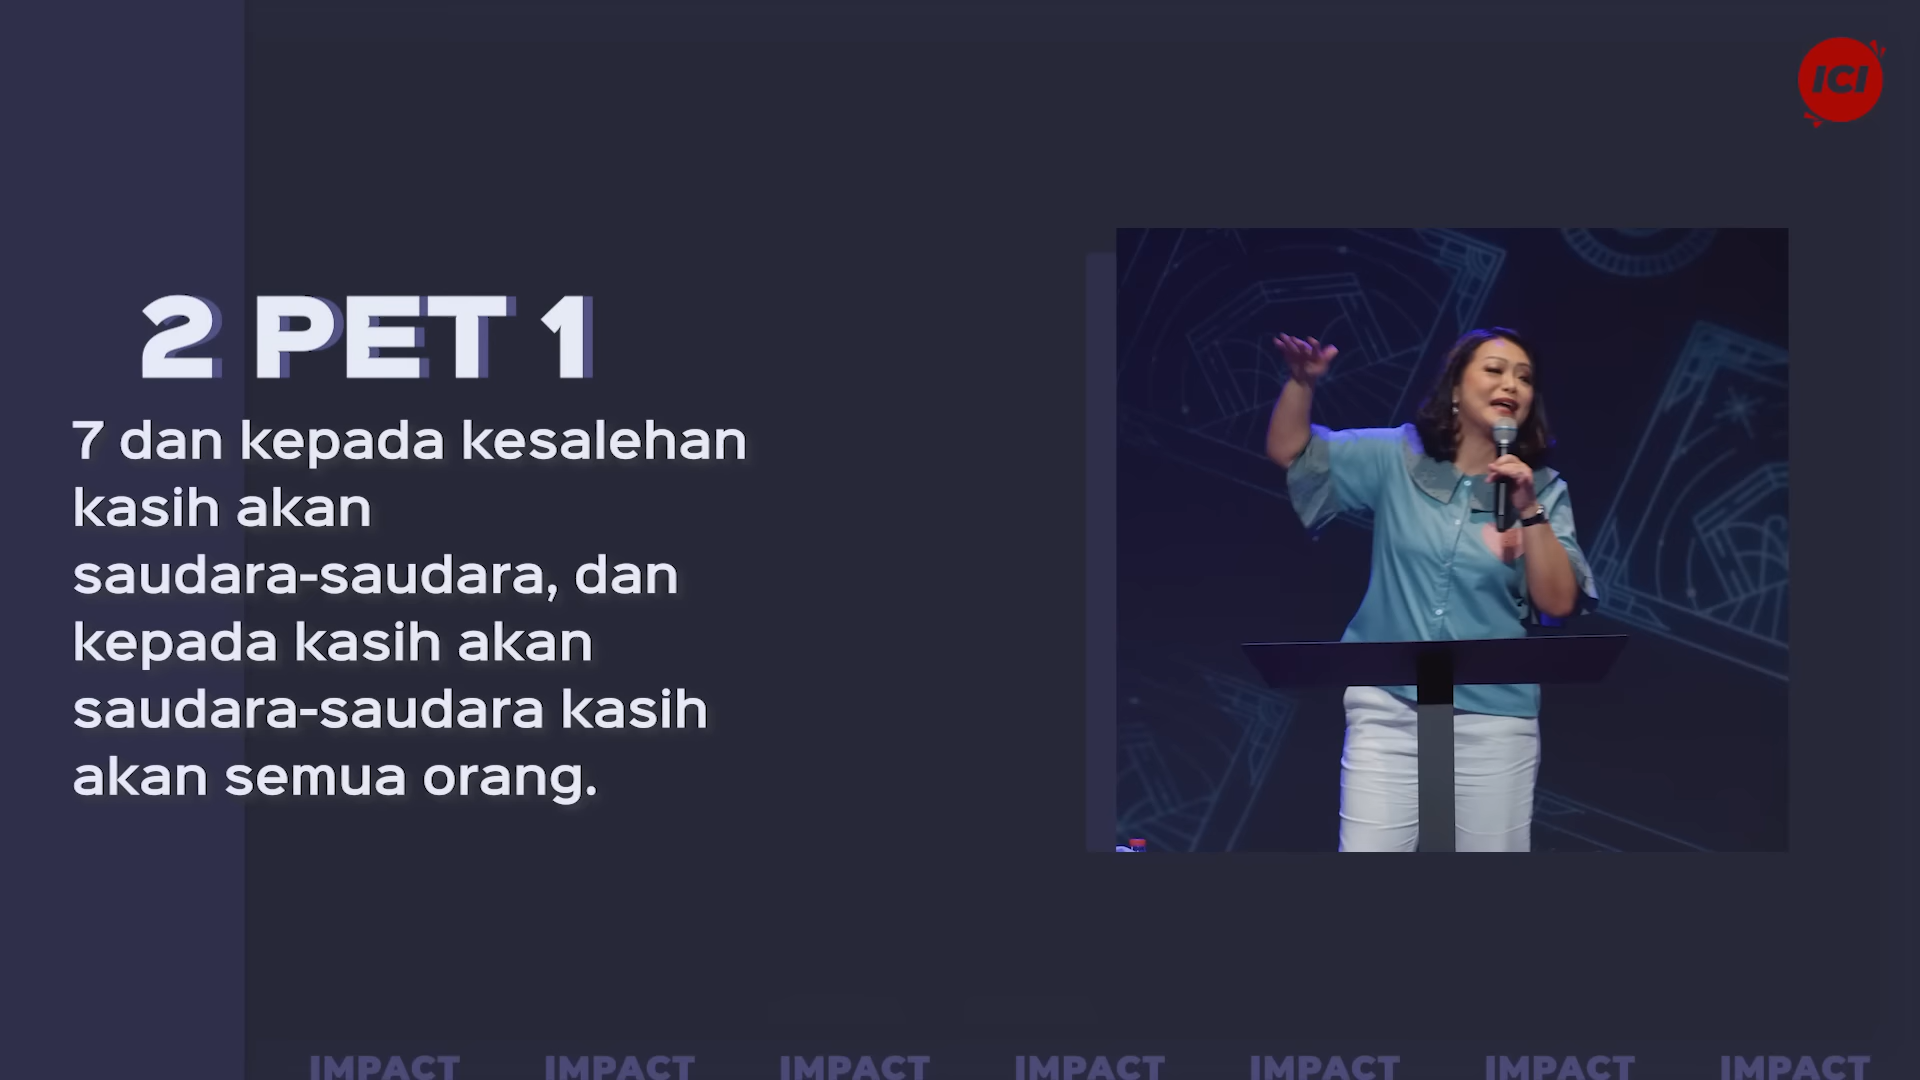 ICI
2 PET 1
7 dan kepada kesalehan
kasih akan
saudara-saudara, dan
kepada kasih akan
saudara-saudara kasih
akan semua orang.
IMPACT IMPACT IMPACT IMPACT IMPACT IMPACT IMPACT